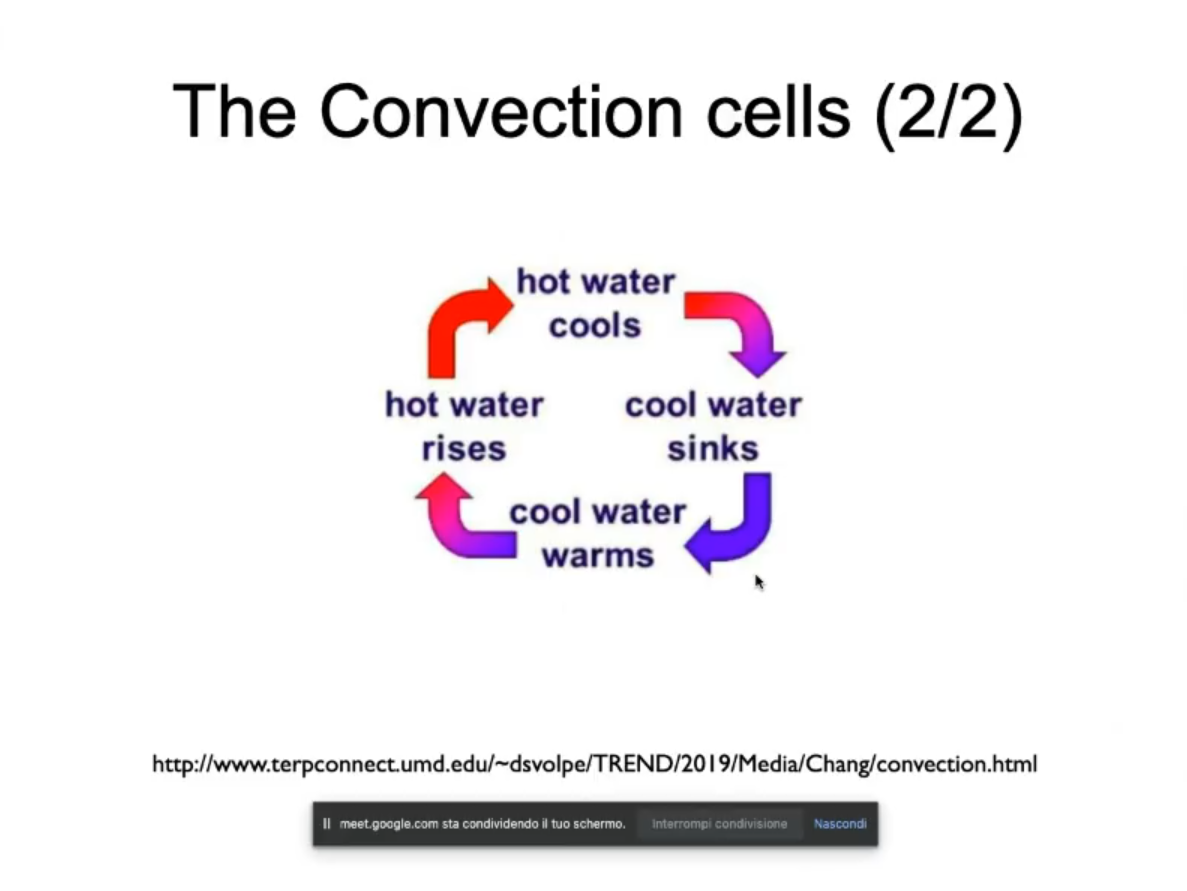 The Convection cells (2/2)
hot water
cools
hot water
rises
cool water
sinks
cool water
warms
http://www.terpconnect.umd.edu/~dsvolpe/TREND/2019/Media/Chang/convection.html
meet.google.com sta condividendo il tuo schermo. Interrompi condivisione Nascondi